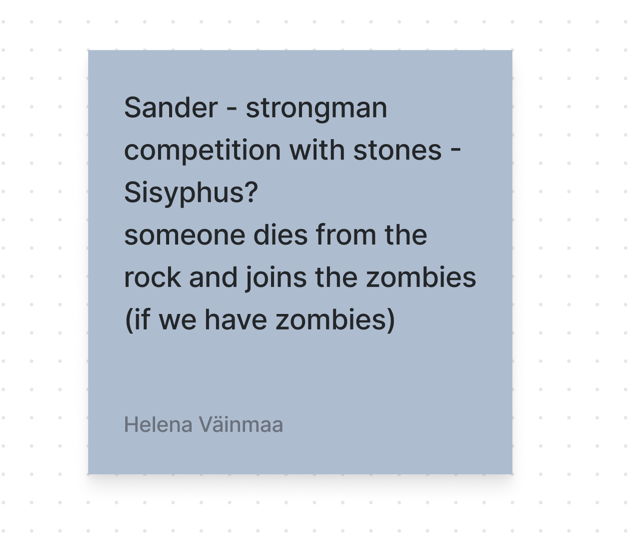 Sander - strongman
competition with stones -
Sisyphus?
someone dies from the
rock and joins the zombies
(if we have zombies)
Helena Väinmaa